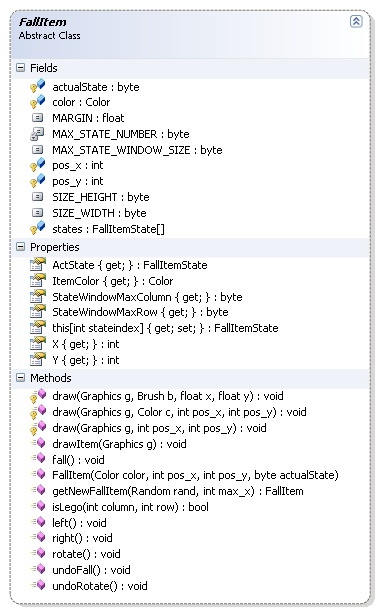 FallItem
Abstract Class
Fields
actualState : byte
color : Color
MARGIN : float
MAX_STATE_NUMBER : byte
MAX_STATE_WINDOW_SIZE : byte
pos_x : int
pos_y : int
SIZE_HEIGHT : byte
SIZE_WIDTH : byte
states : FallItemState[]
Properties
ActState { get; } : FallItemState
ItemColor { get; } : Color
StateWindowMaxColumn { get; } : byte
StateWindowMaxRow { get; } : byte
this[int stateindex] { get; set; } : FallItemState
X { get; } : int
Y { get; } : int
Methods
draw(Graphics g, Brush b, float x, float y) : void
draw(Graphics g, Color c, int pos_x, int pos_y) : void
draw(Graphics g, int pos_x, int pos_y) : void
drawItem(Graphics g) : void
fall() : void
FallItem(Color color, int pos_x, int pos_y, byte actualState)
getNewFallItem(Random rand, int max_x) : FallItem
isLego(int column, int row) : bool
left() : void
right() : void
rotate() : void
undoFall() : void
undoRotate() : void